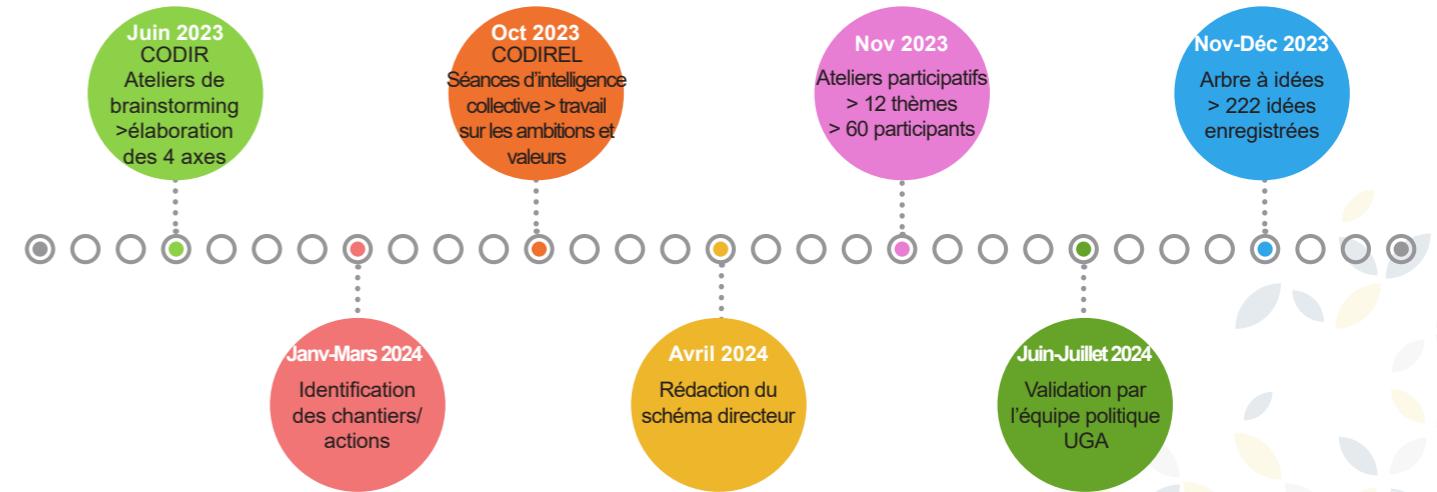 Juin 2023
CODIR
Ateliers de
brainstorming
>élaboration
des 4 axes
Oct 2023
CODIREL
Séances d’intelligence
collective > travail
sur les ambitions et
valeurs
Nov 2023
Ateliers participatifs
> 12 thèmes
> 60 participants
Nov-Déc 2023
Arbre à idées
> 222 idées
enregistrées
Janv-Mars 2024
Identification
des chantiers/
actions
Avril 2024
Rédaction du
schéma directeur
Juin-Juillet 2024
Validation par
l’équipe politique
UGA